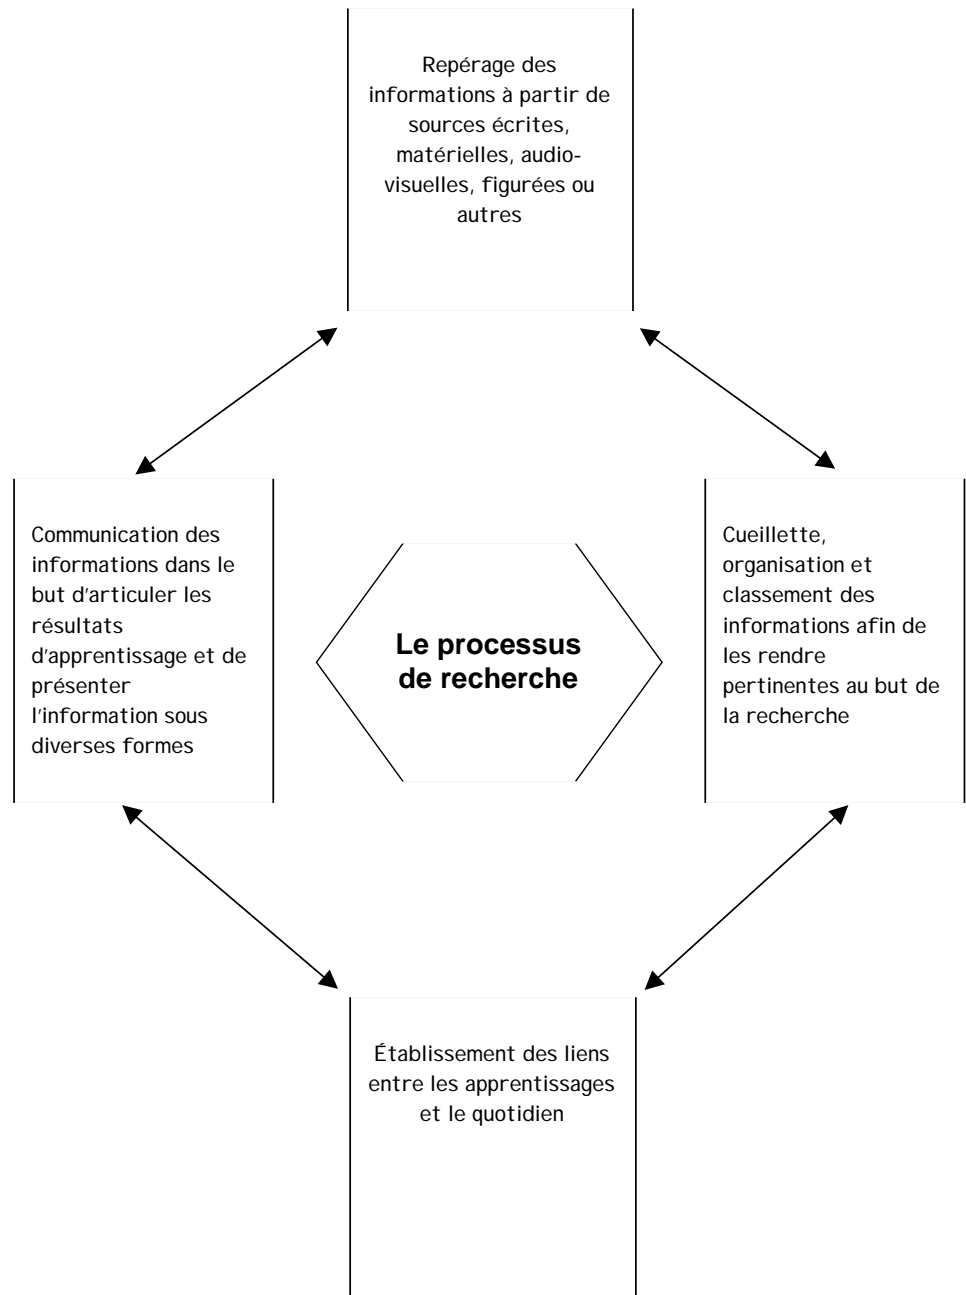 Repérage des
informations à partir de
sources écrites,
matérielles, audio-
visuelles, figurées ou
autres
Communication des
informations dans le
but d'articuler les
résultats
d'apprentissage et de
présenter
l'information sous
diverses formes
Le processus
de recherche
Cueillette,
organisation et
classement des
informations afin de
les rendre
pertinentes au but de
la recherche
Établissement des liens
entre les apprentissages
et le quotidien